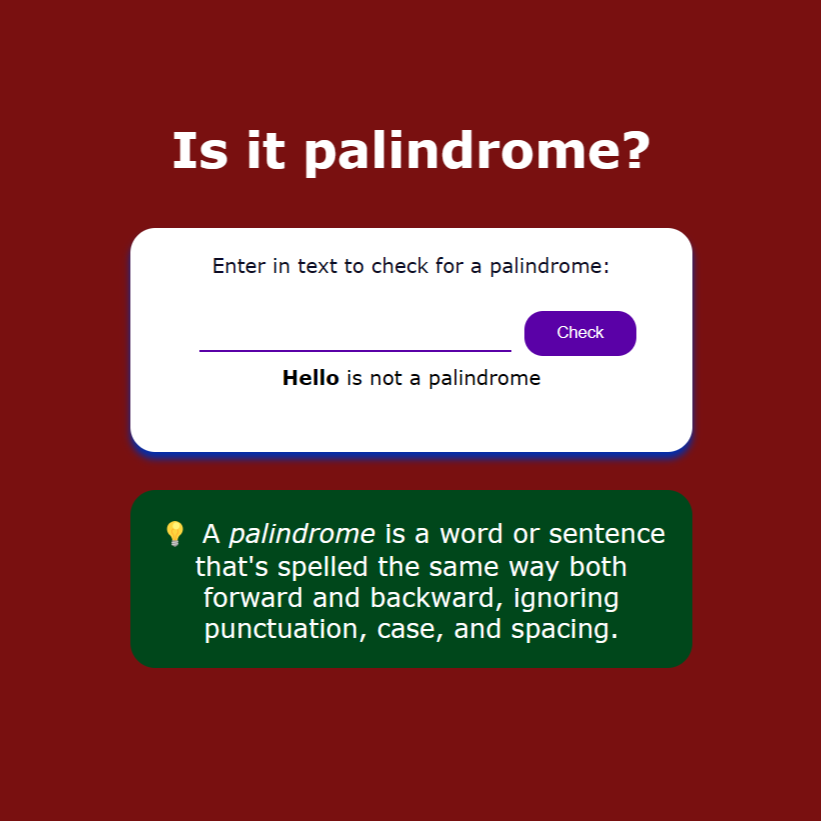 Is it palindrome?
Enter in text to check for a palindrome:
Check
Hello is not a palindrome
💡 A palindrome is a word or sentence
that's spelled the same way both
forward and backward, ignoring
punctuation, case, and spacing.